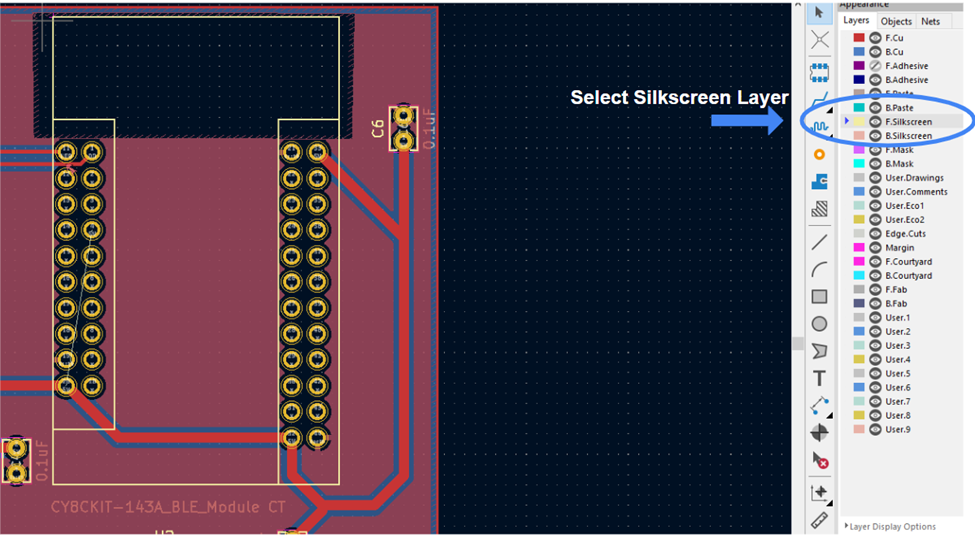 Appearance
Layers Objects Nets
F.Cu
B.Cu
F.Adhesive
B.Adhesive
F.Paste
B.Paste
F.Silkscreen
B.Silkscreen
F.Mask
B.Mask
User.Drawings
User.Comments
User.Eco1
User.Eco2
Edge.Cuts
Margin
F.Courtyard
B.Courtyard
F.Fab
B.Fab
User.1
User.2
User.3
User.4
User.5
User.6
User.7
User.8
User.9
Layer Display Options
Select Silkscreen Layer
C6
0.1uF
0.1uF
CY8CKIT-143A_BLE_Module CT